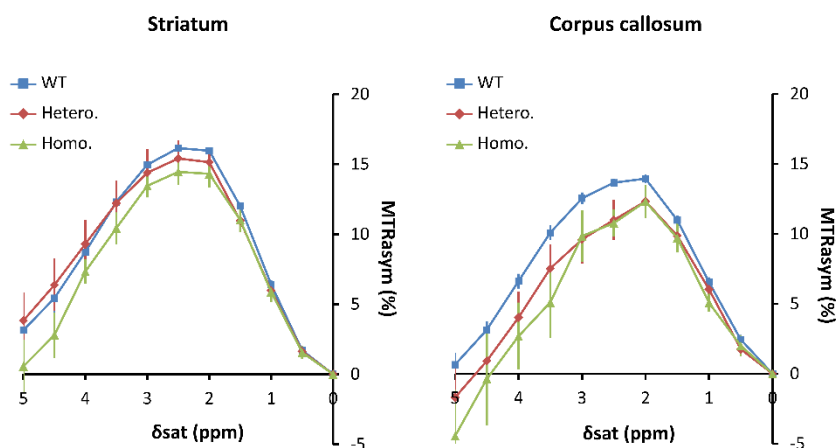 Striatum
WT
Hetero.
Homo.
20
15
10
5
0
-5
MTRasym (%)
5 4 3 2 1 0
δsat (ppm)
Corpus callosum
WT
Hetero.
Homo.
20
15
10
5
0
-5
MTRasym (%)
5 4 3 2 1 0
δsat (ppm)